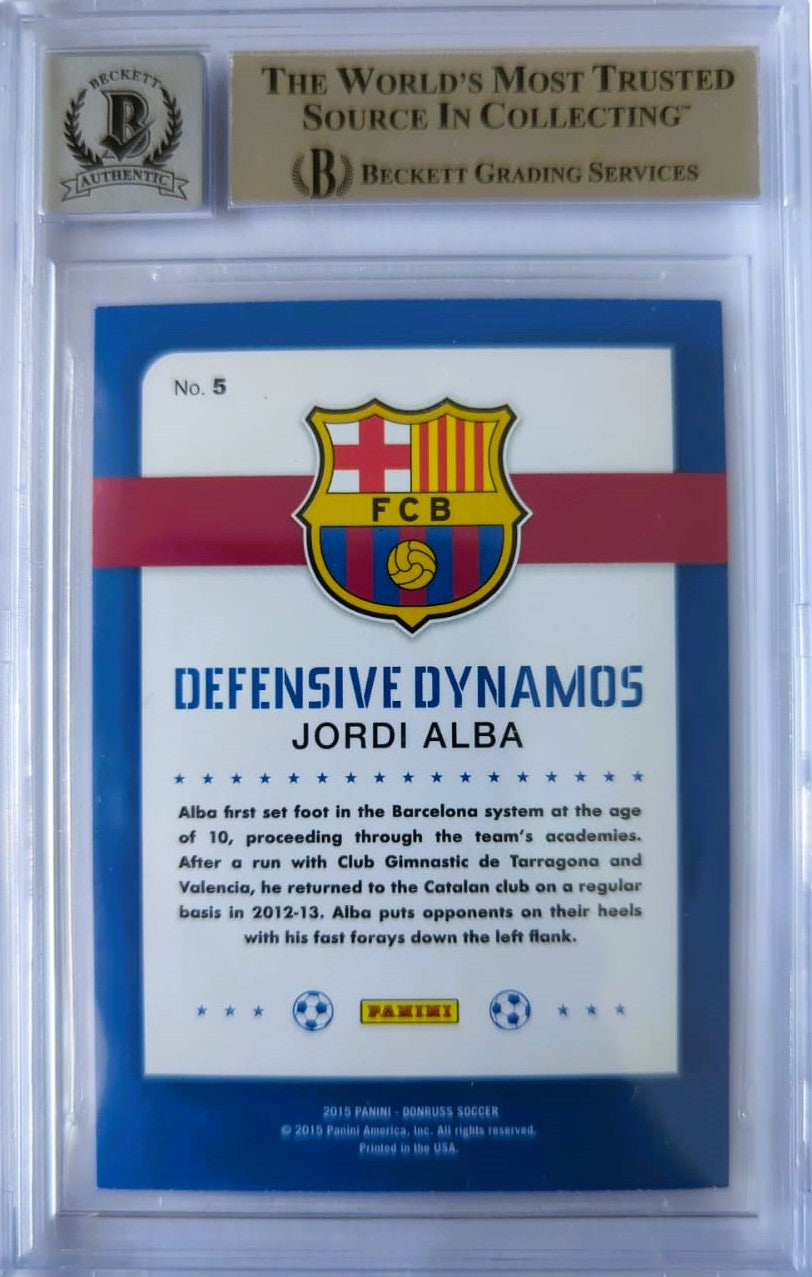 BECKETT
B
AUTHENTIC
THE WORLD'S MOST TRUSTED
SOURCE IN COLLECTING™
B BECKETT GRADING SERVICES
No. 5
FCB
DEFENSIVE DYNAMOS
JORDI ALBA
Alba first set foot in the Barcelona system at the age
of 10, proceeding through the team's academies.
After a run with Club Gimnastic de Tarragona and
Valencia, he returned to the Catalan club on a regular
basis in 2012-13. Alba puts opponents on their heels
with his fast forays down the left flank.
PANINI
2015 PANINI - DONRUSS SOCCER
© 2015 Panini America, Inc. All rights reserved.
Printed in the USA.